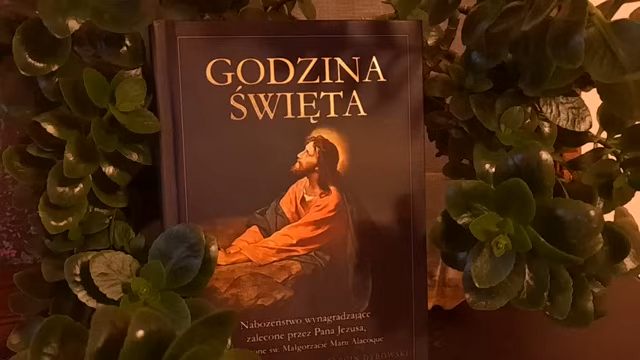 GODZINA
ŚWIĘTA
Nabożeństwo wynagradzające
zalecone przez Pana Jezusa,
św. Małgorzacie Marii Alacoque